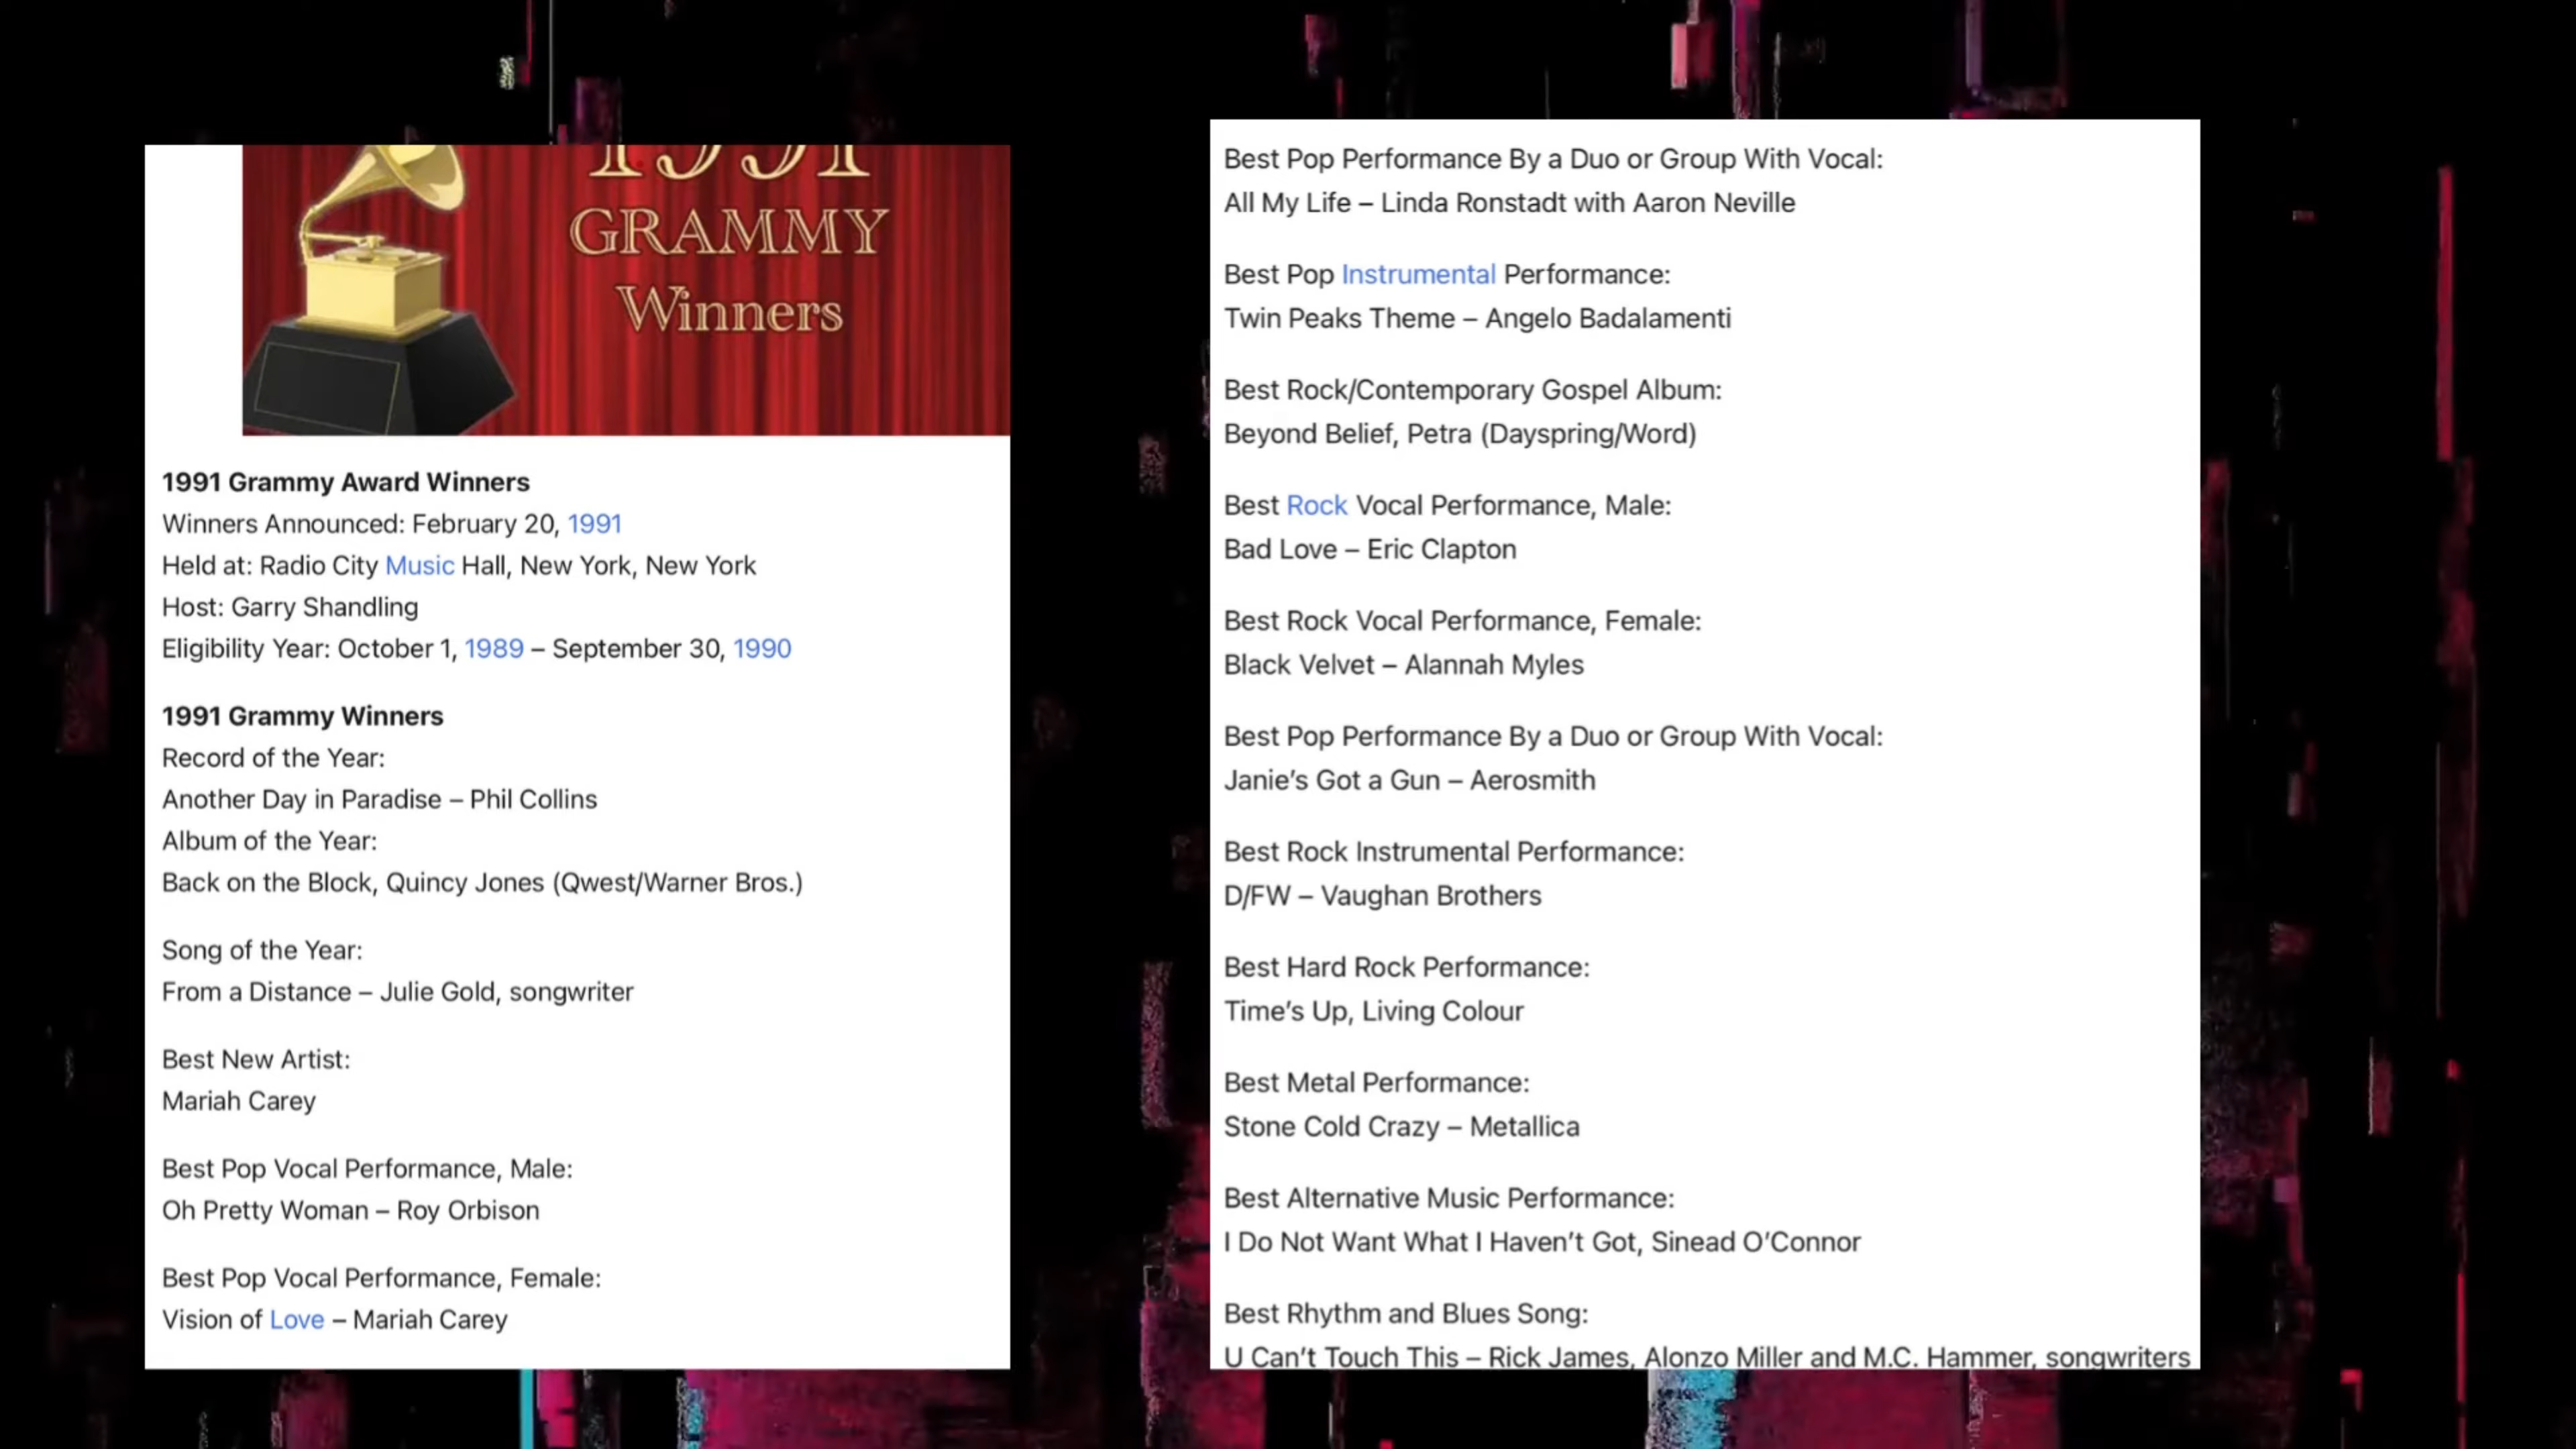 1991
GRAMMY
Winners
1991 Grammy Award Winners
Winners Announced: February 20, 1991
Held at: Radio City Music Hall, New York, New York
Host: Garry Shandling
Eligibility Year: October 1, 1989 – September 30, 1990
1991 Grammy Winners
Record of the Year:
Another Day in Paradise – Phil Collins
Album of the Year:
Back on the Block, Quincy Jones (Qwest/Warner Bros.)
Song of the Year:
From a Distance – Julie Gold, songwriter
Best New Artist:
Mariah Carey
Best Pop Vocal Performance, Male:
Oh Pretty Woman – Roy Orbison
Best Pop Vocal Performance, Female:
Vision of Love – Mariah Carey
Best Pop Performance By a Duo or Group With Vocal:
All My Life – Linda Ronstadt with Aaron Neville
Best Pop Instrumental Performance:
Twin Peaks Theme – Angelo Badalamenti
Best Rock/Contemporary Gospel Album:
Beyond Belief, Petra (Dayspring/Word)
Best Rock Vocal Performance, Male:
Bad Love – Eric Clapton
Best Rock Vocal Performance, Female:
Black Velvet – Alannah Myles
Best Pop Performance By a Duo or Group With Vocal:
Janie's Got a Gun – Aerosmith
Best Rock Instrumental Performance:
D/FW – Vaughan Brothers
Best Hard Rock Performance:
Time's Up, Living Colour
Best Metal Performance:
Stone Cold Crazy – Metallica
Best Alternative Music Performance:
I Do Not Want What I Haven't Got, Sinead O'Connor
Best Rhythm and Blues Song:
U Can't Touch This – Rick James, Alonzo Miller and M.C. Hammer, songwriters